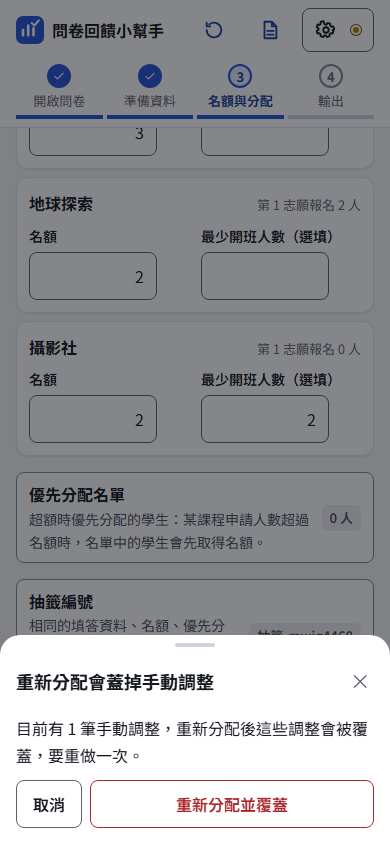 問卷回饋小幫手
開啟問卷
準備資料
3
名額與分配
4
輸出
3
地球探索
第 1 志願報名 2 人
名額
最少開班人數（選填）
2
攝影社
第 1 志願報名 0 人
名額
最少開班人數（選填）
2
2
優先分配名單
超額時優先分配的學生：某課程申請人數超過
名額時，名單中的學生會先取得名額。
0 人
抽籤編號
相同的填答資料、名額、優先分
重新分配會蓋掉手動調整
目前有 1 筆手動調整，重新分配後這些調整會被覆
蓋，要重做一次。
取消
重新分配並覆蓋